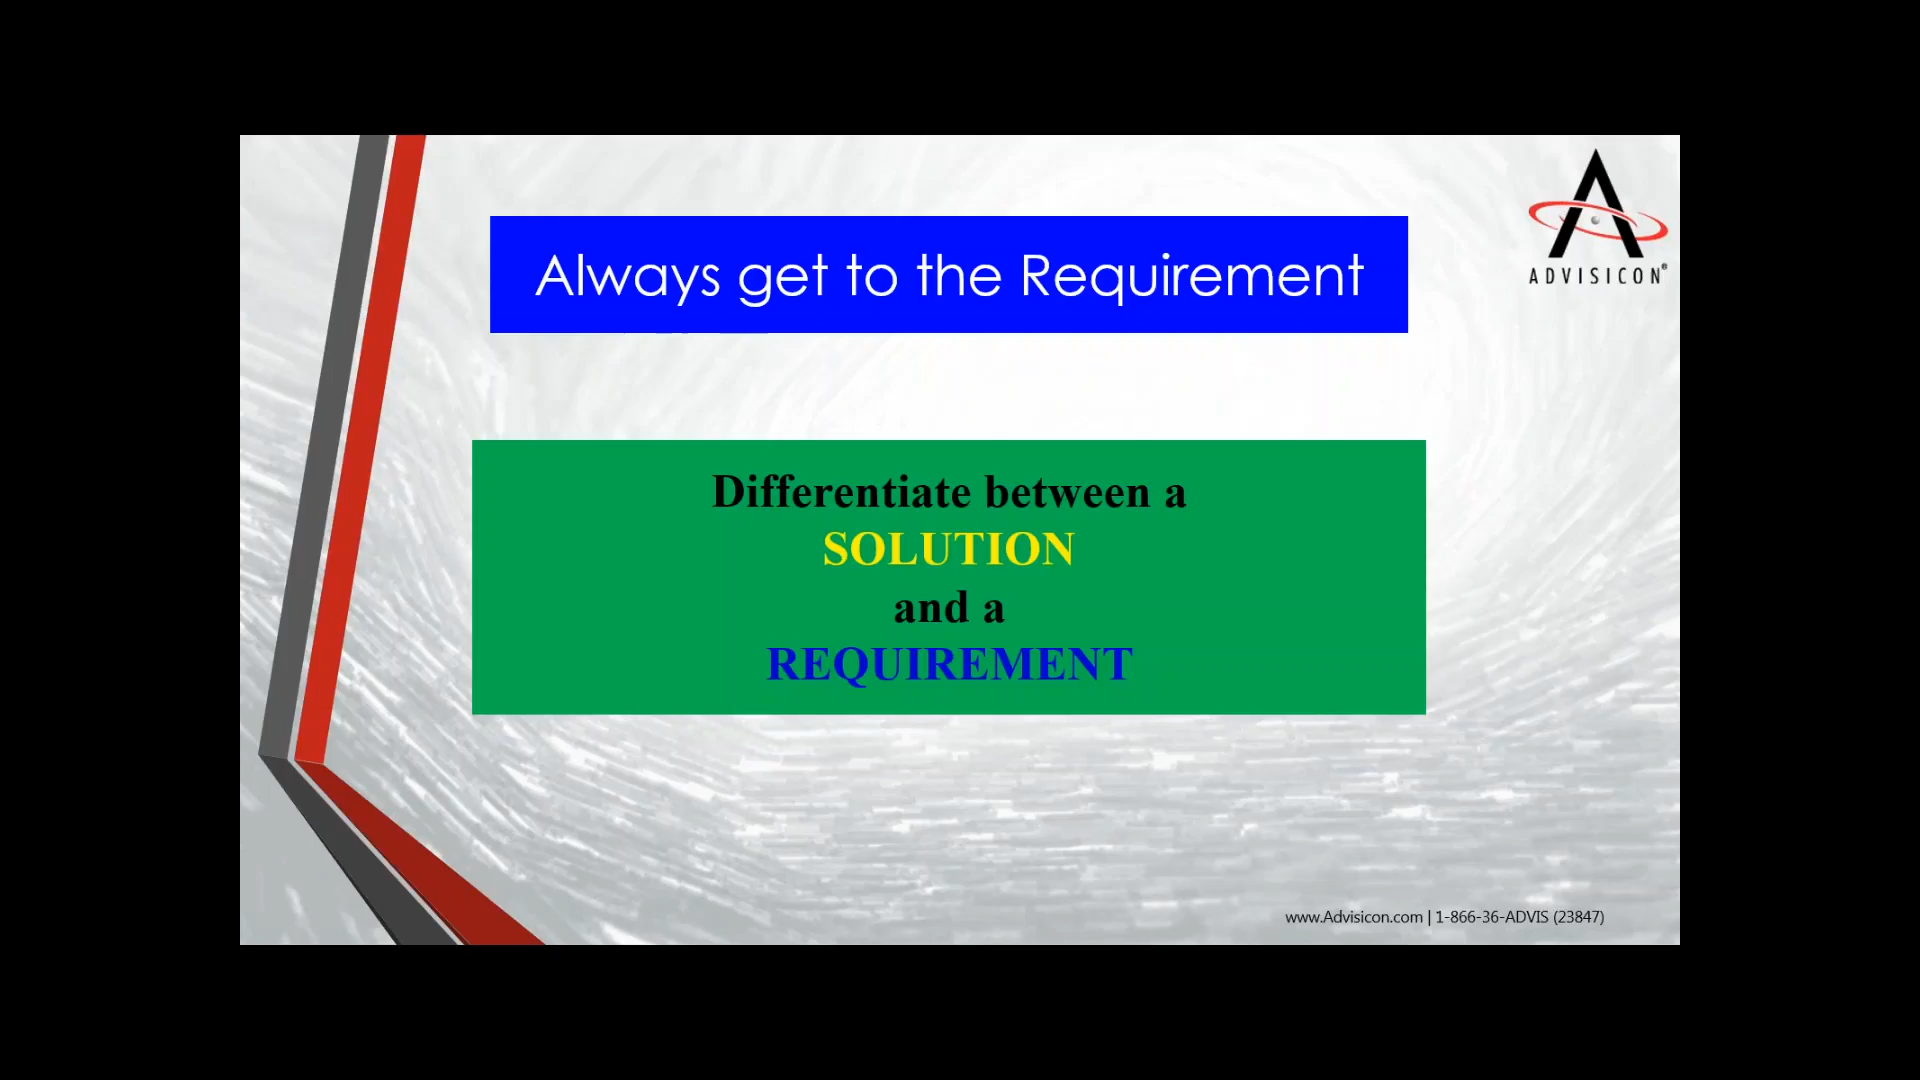 Always get to the Requirement
ADVISICON®
Differentiate between a
SOLUTION
and a
REQUIREMENT
www.Advisicon.com | 1-866-36-ADVIS (23847)